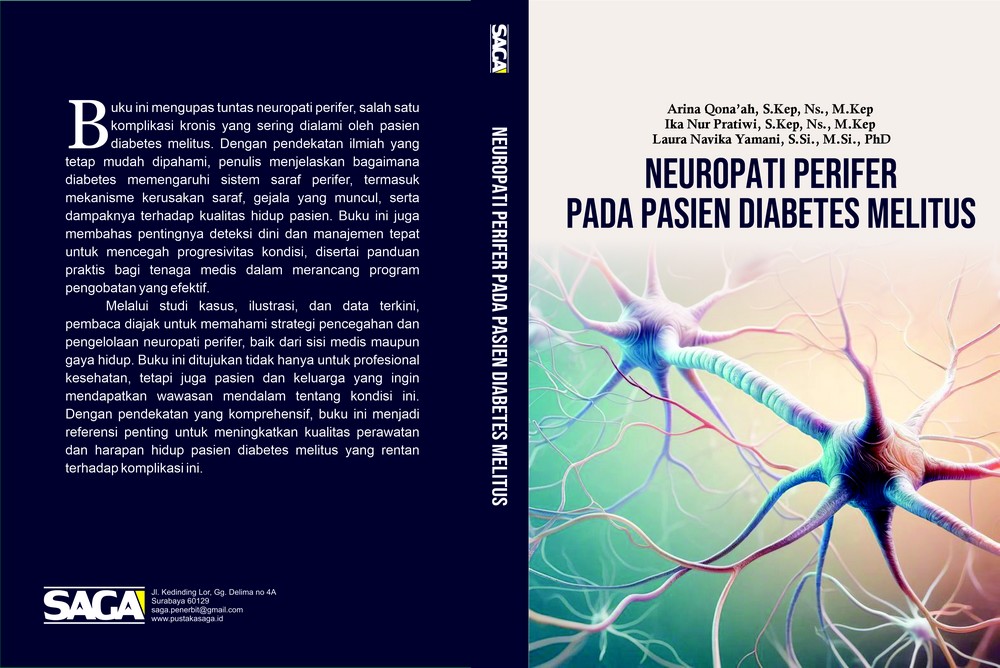 Buku ini mengupas tuntas neuropati perifer, salah satu
komplikasi kronis yang sering dialami oleh pasien
diabetes melitus. Dengan pendekatan ilmiah yang
tetap mudah dipahami, penulis menjelaskan bagaimana
diabetes memengaruhi sistem saraf perifer, termasuk
mekanisme kerusakan saraf, gejala yang muncul, serta
dampaknya terhadap kualitas hidup pasien. Buku ini juga
membahas pentingnya deteksi dini dan manajemen tepat
untuk mencegah progresivitas kondisi, disertai panduan
praktis bagi tenaga medis dalam merancang program
pengobatan yang efektif.
Melalui studi kasus, ilustrasi, dan data terkini,
pembaca diajak untuk memahami strategi pencegahan dan
pengelolaan neuropati perifer, baik dari sisi medis maupun
gaya hidup. Buku ini ditujukan tidak hanya untuk profesional
kesehatan, tetapi juga pasien dan keluarga yang ingin
mendapatkan wawasan mendalam tentang kondisi ini.
Dengan pendekatan yang komprehensif, buku ini menjadi
referensi penting untuk meningkatkan kualitas perawatan
dan harapan hidup pasien diabetes melitus yang rentan
terhadap komplikasi ini.
SAGA
Jl. Kedinding Lor, Gg. Delima no 4A
Surabaya 60129
saga.penerbit@gmail.com
www.pustakasaga.id
SAGA
NEUROPATI PERIFER PADA PASIEN DIABETES MELITUS
Arina Qona'ah, S.Kep, Ns., M.Kep
Ika Nur Pratiwi, S.Kep, Ns., M.Kep
Laura Navika Yamani, S.Si., M.Si., PhD
NEUROPATI PERIFER
PADA PASIEN DIABETES MELITUS